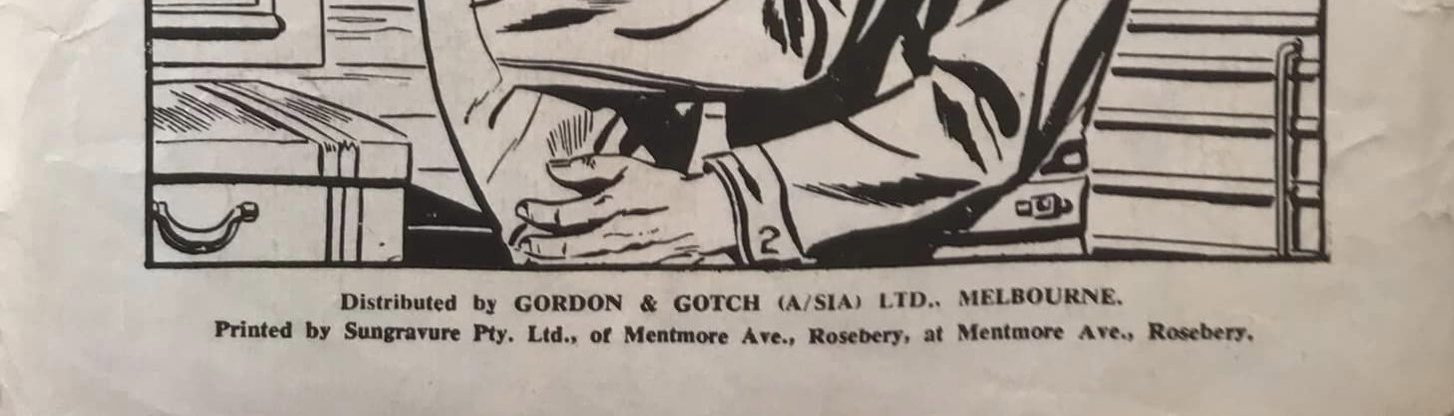 2
Distributed by GORDON & GOTCH (A/SIA) LTD., MELBOURNE.
Printed by Sungravure Pty. Ltd., of Mentmore Ave., Rosebery, at Mentmore Ave., Rosebery.